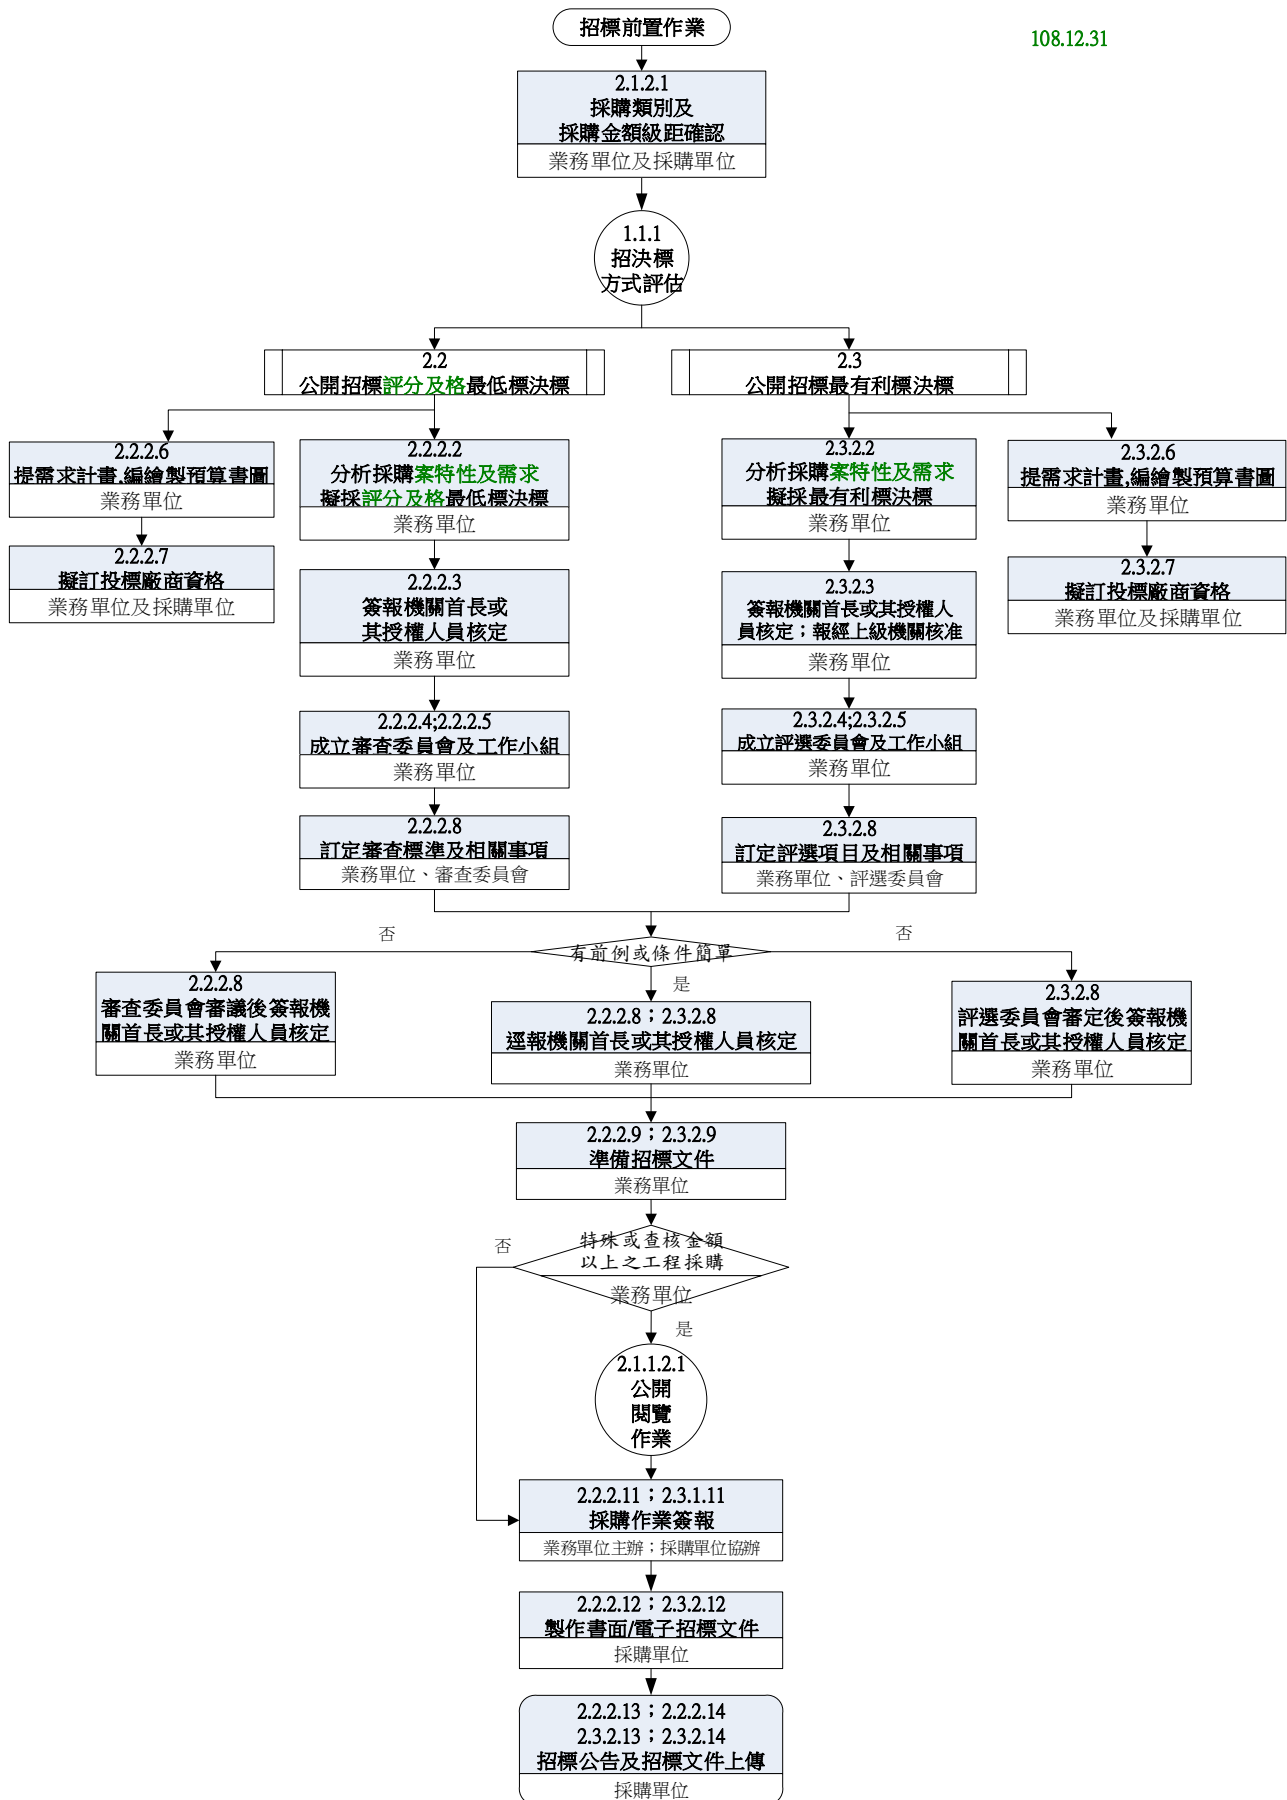 招標前置作業
108.12.31
2.1.2.1
採購類別及
採購金額級距確認
業務單位及採購單位
1.1.1
招決標
方式評估
2.2
公開招標評分及格最低標決標
2.3
公開招標最有利標決標
2.2.2.6
提需求計畫,編繪製預算書圖
業務單位
2.2.2.7
擬訂投標廠商資格
業務單位及採購單位
2.2.2.2
分析採購案特性及需求
擬採評分及格最低標決標
業務單位
2.2.2.3
簽報機關首長或
其授權人員核定
業務單位
2.2.2.4;2.2.2.5
成立審查委員會及工作小組
業務單位
2.2.2.8
訂定審查標準及相關事項
業務單位、審查委員會
2.3.2.2
分析採購案特性及需求
擬採最有利標決標
業務單位
2.3.2.3
簽報機關首長或其授權人
員核定；報經上級機關核准
業務單位
2.3.2.4;2.3.2.5
成立評選委員會及工作小組
業務單位
2.3.2.8
訂定評選項目及相關事項
業務單位、評選委員會
2.3.2.6
提需求計畫,編繪製預算書圖
業務單位
2.3.2.7
擬訂投標廠商資格
業務單位及採購單位
有前例或條件簡單
否
否
是
2.2.2.8
審查委員會審議後簽報機
關首長或其授權人員核定
業務單位
2.2.2.8；2.3.2.8
逕報機關首長或其授權人員核定
業務單位
2.3.2.8
評選委員會審定後簽報機
關首長或其授權人員核定
業務單位
2.2.2.9；2.3.2.9
準備招標文件
業務單位
特殊或查核金額
以上之工程採購
業務單位
否
是
2.1.1.2.1
公開
閱覽
作業
2.2.2.11；2.3.1.11
採購作業簽報
業務單位主辦；採購單位協辦
2.2.2.12；2.3.2.12
製作書面/電子招標文件
採購單位
2.2.2.13；2.2.2.14
2.3.2.13；2.3.2.14
招標公告及招標文件上傳
採購單位